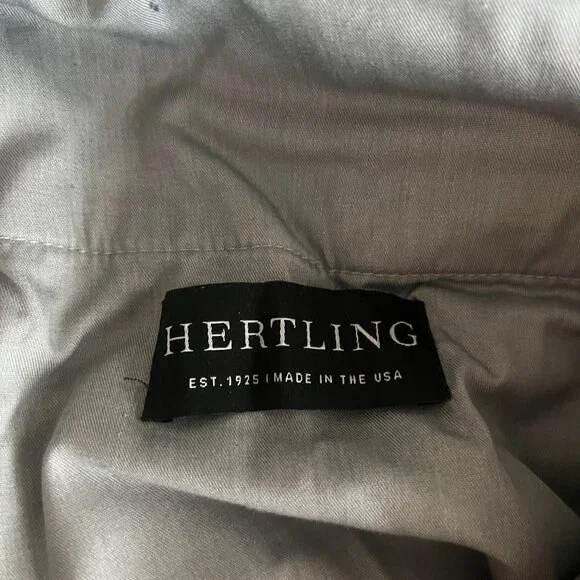 HERTLING
EST. 1925 | MADE IN THE USA